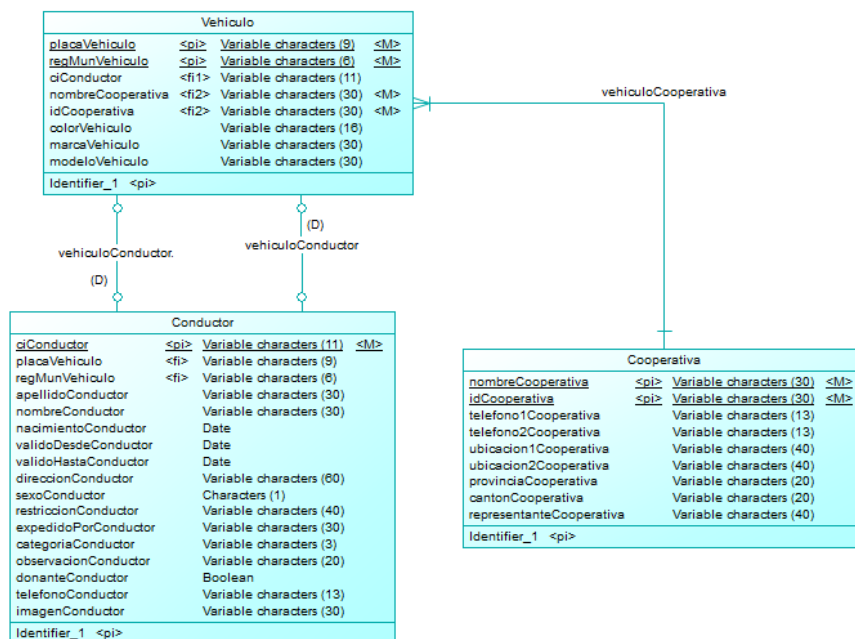 Vehiculo
placaVehiculo <pi> Variable characters (9) <M>
regMunVehiculo <pi> Variable characters (6) <M>
ciConductor <fi1> Variable characters (11)
nombreCooperativa <fi2> Variable characters (30) <M>
idCooperativa <fi2> Variable characters (30) <M>
colorVehiculo Variable characters (16)
marcaVehiculo Variable characters (30)
modeloVehiculo Variable characters (30)
Identifier_1 <pi>
vehiculoCooperativa
(D)
vehiculoConductor
vehiculoConductor.
(D)
Conductor
ciConductor <pi> Variable characters (11) <M>
placaVehiculo <fi> Variable characters (9)
regMunVehiculo <fi> Variable characters (6)
apellidoConductor Variable characters (30)
nombreConductor Variable characters (30)
nacimientoConductor Date
validoDesdeConductor Date
validoHastaConductor Date
direccionConductor Variable characters (60)
sexoConductor Characters (1)
restriccionConductor Variable characters (40)
expedidoPorConductor Variable characters (30)
categoriaConductor Variable characters (3)
observacionConductor Variable characters (20)
donanteConductor Boolean
telefonoConductor Variable characters (13)
imagenConductor Variable characters (30)
Identifier_1 <pi>
Cooperativa
nombreCooperativa <pi> Variable characters (30) <M>
idCooperativa <pi> Variable characters (30) <M>
telefono1Cooperativa Variable characters (13)
telefono2Cooperativa Variable characters (13)
ubicacion1Cooperativa Variable characters (40)
ubicacion2Cooperativa Variable characters (40)
provinciaCooperativa Variable characters (20)
cantonCooperativa Variable characters (20)
representanteCooperativa Variable characters (40)
Identifier_1 <pi>